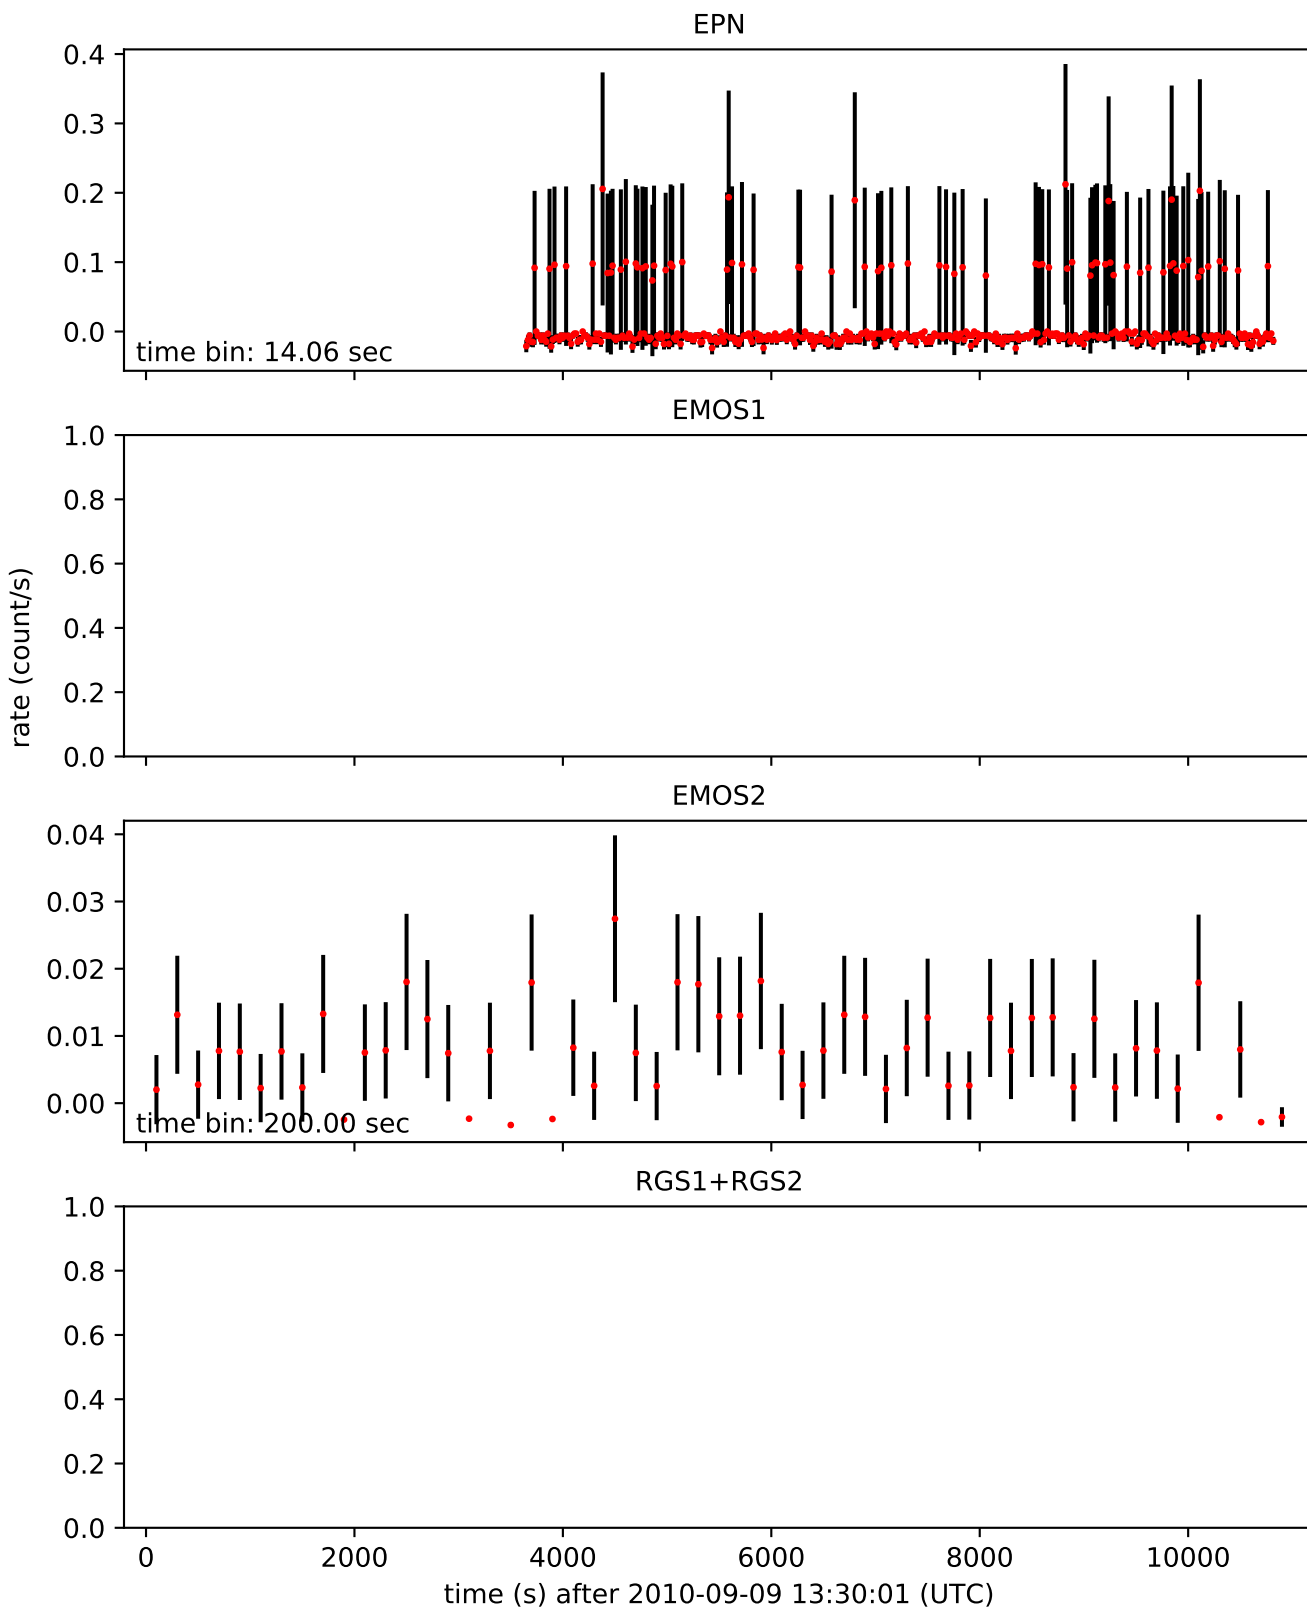 EPN
0.4
0.3
0.2
0.1
0.0
time bin: 14.06 sec
EMOS1
1.0
0.8
0.6
0.4
0.2
0.0
rate (count/s)
EMOS2
0.04
0.03
0.02
0.01
0.00
time bin: 200.00 sec
RGS1+RGS2
1.0
0.8
0.6
0.4
0.2
0.0
0 2000 4000 6000 8000 10000
time (s) after 2010-09-09 13:30:01 (UTC)